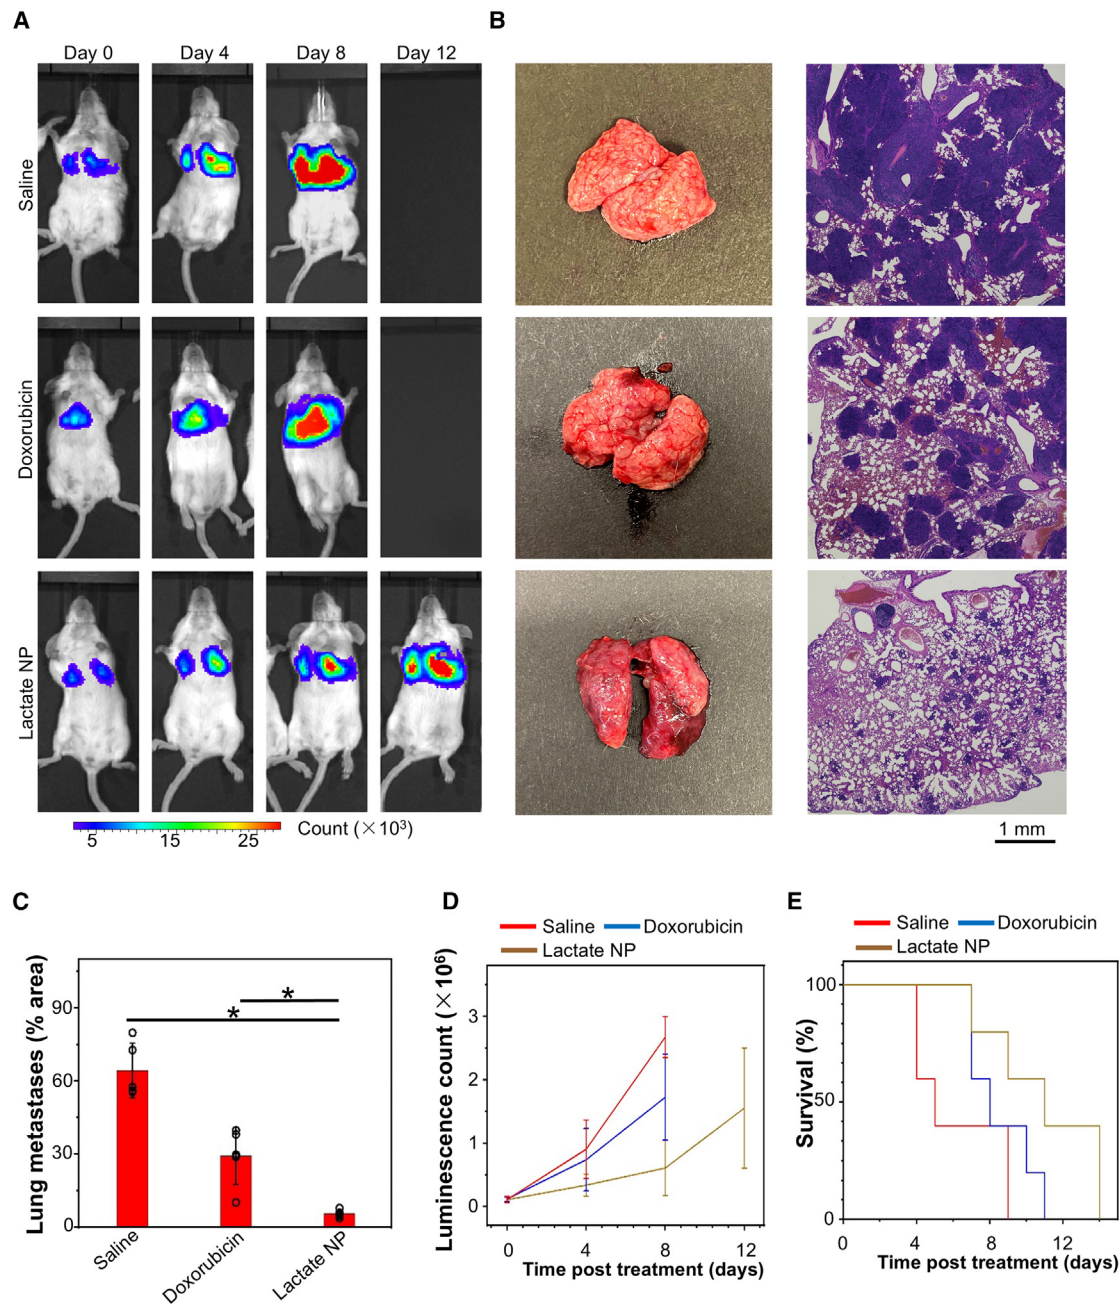 A
B
Day 0
Day 4
Day 8
Day 12
Saline
Doxorubicin
Lactate NP
5
15
25
Count (×10³)
1 mm
C
Lung metastases (% area)
90
60
30
0
*
*
Saline
Doxorubicin
Lactate NP
D
Saline
Doxorubicin
Lactate NP
Luminescence count (×10⁶)
3
2
1
0
0
4
8
12
Time post treatment (days)
E
Saline
Doxorubicin
Lactate NP
Survival (%)
100
50
0
0
4
8
12
Time post treatment (days)